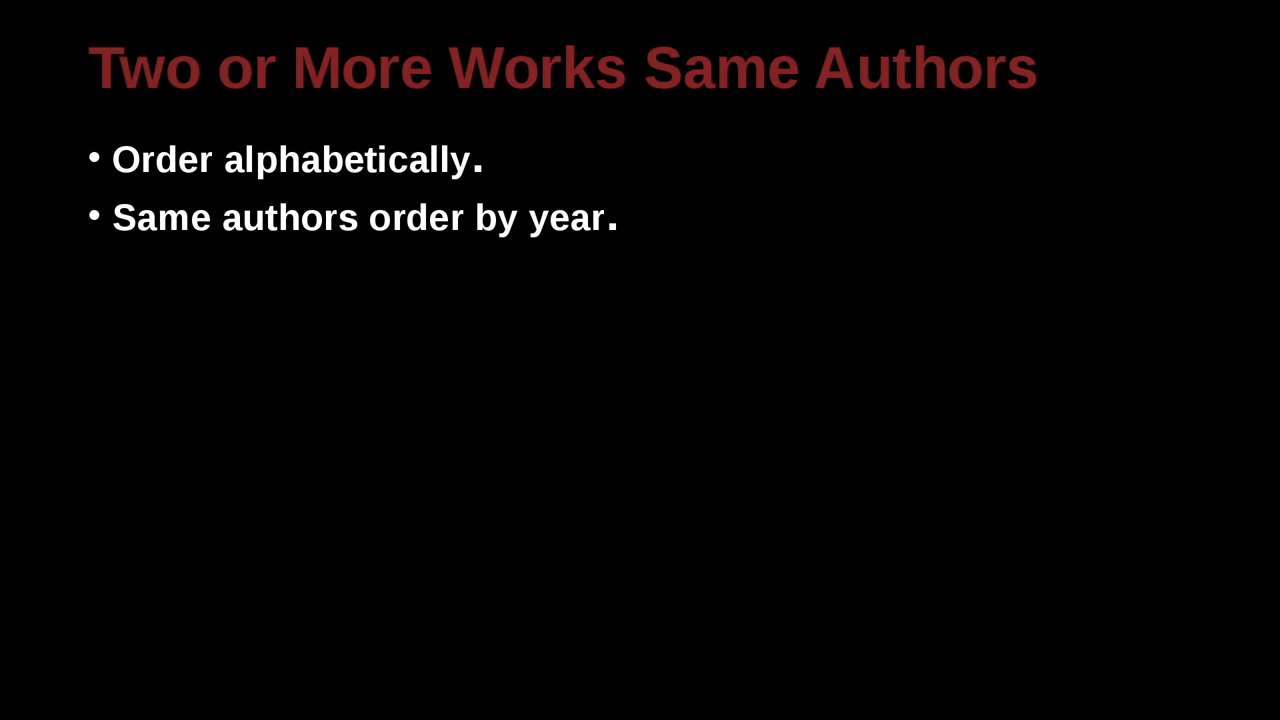 Two or More Works Same Authors
• Order alphabetically.
• Same authors order by year.